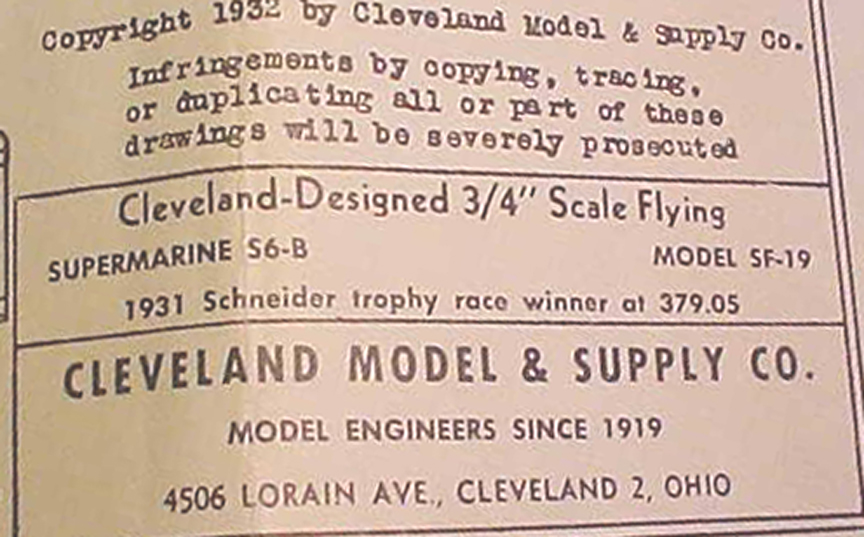 Copyright 1932 by Cleveland Model & Supply Co.
Infringements by copying, tracing,
or duplicating all or part of these
drawings will be severely prosecuted
Cleveland-Designed 3/4" Scale Flying
SUPERMARINE S6-B MODEL SF-19
1931 Schneider trophy race winner at 379.05
CLEVELAND MODEL & SUPPLY CO.
MODEL ENGINEERS SINCE 1919
4506 LORAIN AVE., CLEVELAND 2, OHIO